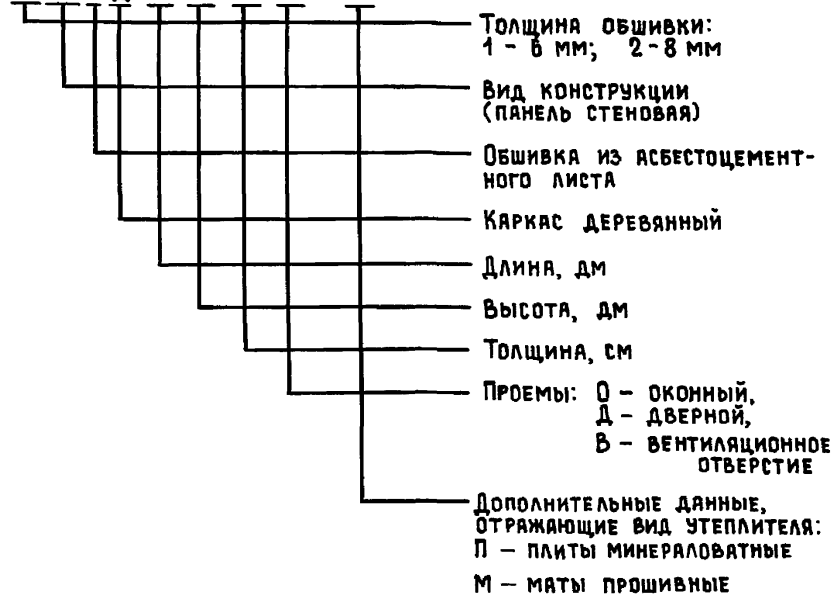 Толщина обшивки:
1 – 6 мм; 2 – 8 мм
Вид конструкции
(панель стеновая)
Обшивка из асбестоцемент-
ного листа
Каркас деревянный
Длина, дм
Высота, дм
Толщина, см
Проемы: О – оконный,
Д – дверной,
В – вентиляционное
отверстие
Дополнительные данные,
отражающие вид утеплителя:
П – плиты минераловатные
М – маты прошивные